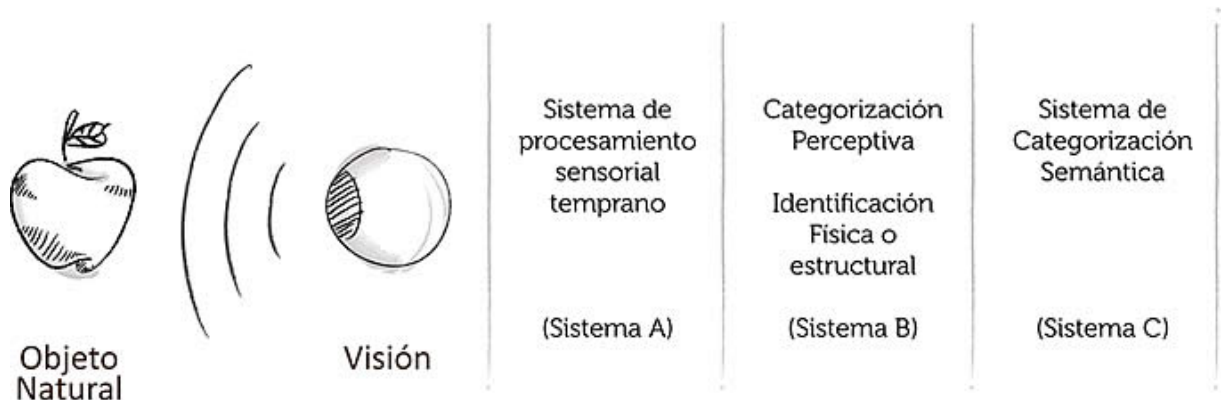 Objeto
Natural
Visión
Sistema de
procesamiento
sensorial
temprano
(Sistema A)
Categorización
Perceptiva
Identificación
Física o
estructural
(Sistema B)
Sistema de
Categorización
Semántica
(Sistema C)